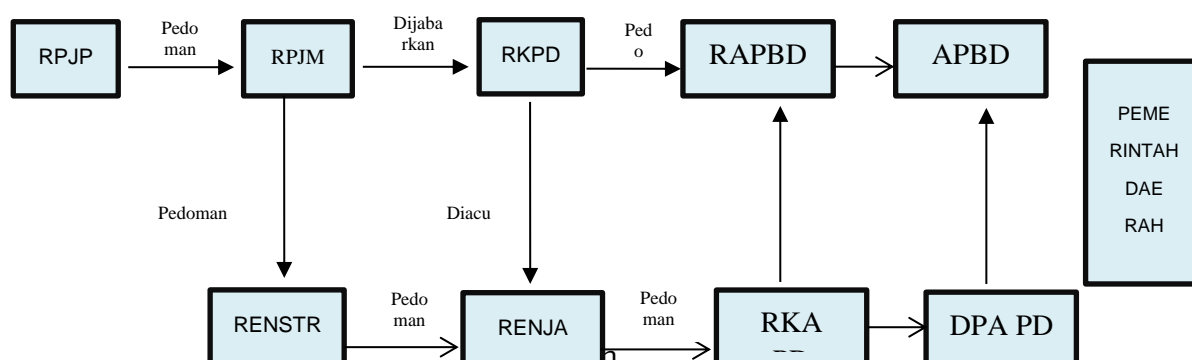 RPJP
Pedo
man
RPJM
Dijaba
rkan
RKPD
Ped
o
RAPBD
APBD
PEME
RINTAH
DAE
RAH
Pedoman
Diacu
RENSTR
Pedo
man
RENJA
Pedo
man
RKA
DPA PD